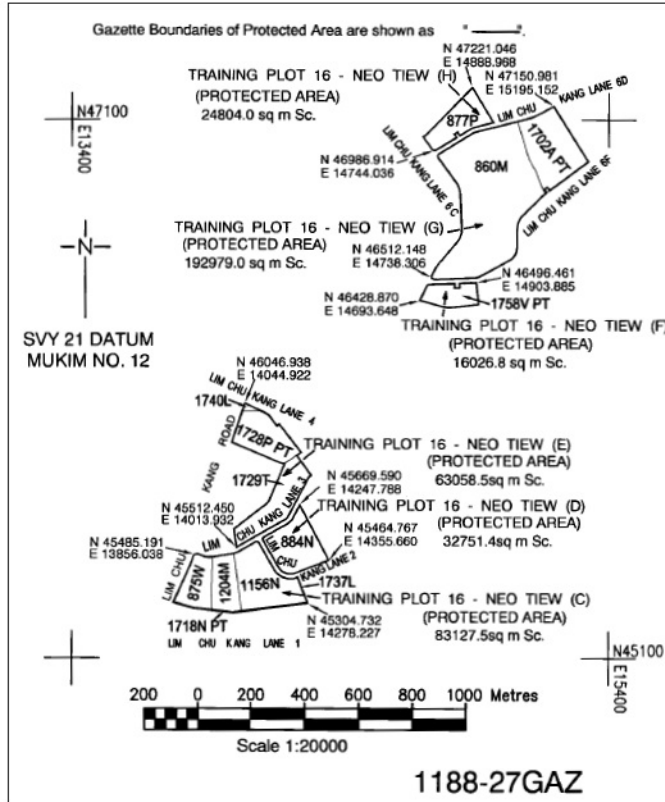 Gazette Boundaries of Protected Area are shown as " ———— ".
N 47221.046
E 14888.968
TRAINING PLOT 16 - NEO TIEW (H)
(PROTECTED AREA)
24804.0 sq m Sc.
N 47150.981
E 15195.152
N47100
E13400
877P
LIM CHU KANG LANE 6D
1702A PT
860M
N 46986.914
E 14744.036
LIM CHU KANG LANE 6C
LIM CHU KANG LANE 6F
TRAINING PLOT 16 - NEO TIEW (G)
(PROTECTED AREA)
192979.0 sq m Sc.
N 46512.148
E 14738.306
N
N 46496.461
E 14903.885
N 46428.870
E 14693.648
1758V PT
TRAINING PLOT 16 - NEO TIEW (F)
(PROTECTED AREA)
16026.8 sq m Sc.
SVY 21 DATUM
MUKIM NO. 12
N 46046.938
E 14044.922
LIM CHU KANG LANE 4
1740L
1728P PT
ROAD
KANG
TRAINING PLOT 16 - NEO TIEW (E)
(PROTECTED AREA)
63058.5sq m Sc.
1729T
N 45669.590
E 14247.788
N 45512.450
E 14013.932
LIM CHU KANG LANE 3
TRAINING PLOT 16 - NEO TIEW (D)
(PROTECTED AREA)
32751.4sq m Sc.
N 45485.191
E 13856.038
N 45464.767
E 14355.660
884N
LIM CHU KANG LANE 2
LIM CHU
875W
1204M
1156N
1737L
TRAINING PLOT 16 - NEO TIEW (C)
(PROTECTED AREA)
83127.5sq m Sc.
1718N PT
N 45304.732
E 14278.227
LIM CHU KANG LANE 1
N45100
E15400
200 0 200 400 600 800 1000 Metres
Scale 1:20000
1188-27GAZ